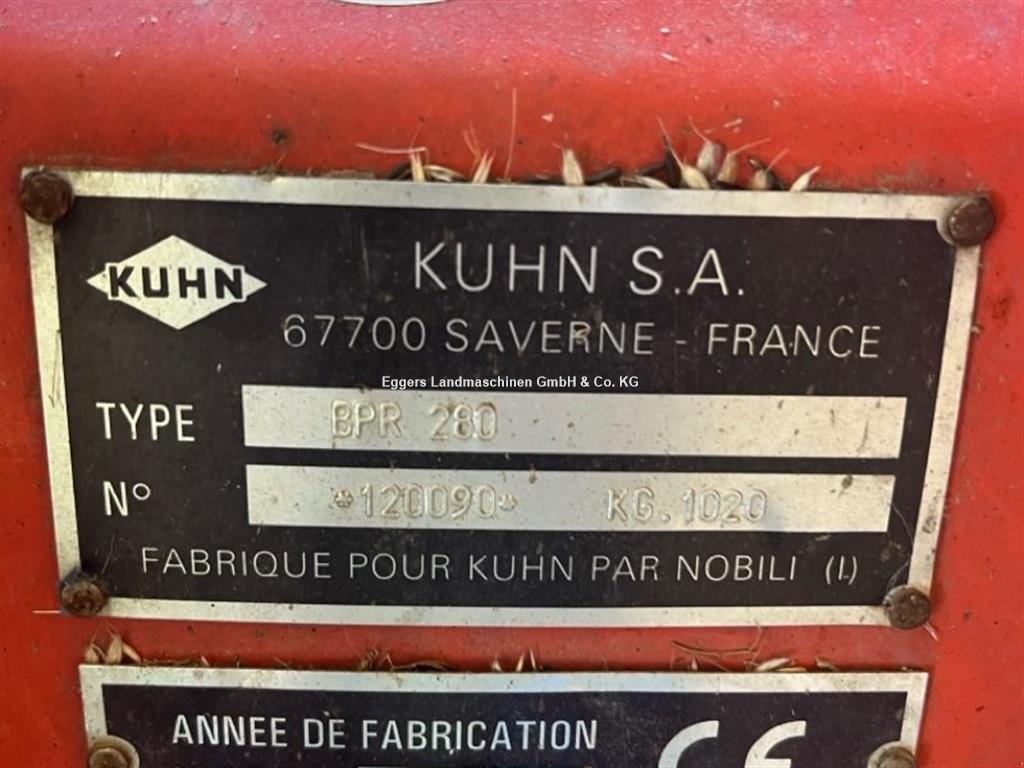 KUHN
KUHN S.A.
67700 SAVERNE - FRANCE
Eggers Landmaschinen GmbH & Co. KG
TYPE BPR 280
N° *120090* KG.1020
FABRIQUE POUR KUHN PAR NOBILI (I.)
ANNEE DE FABRICATION CE